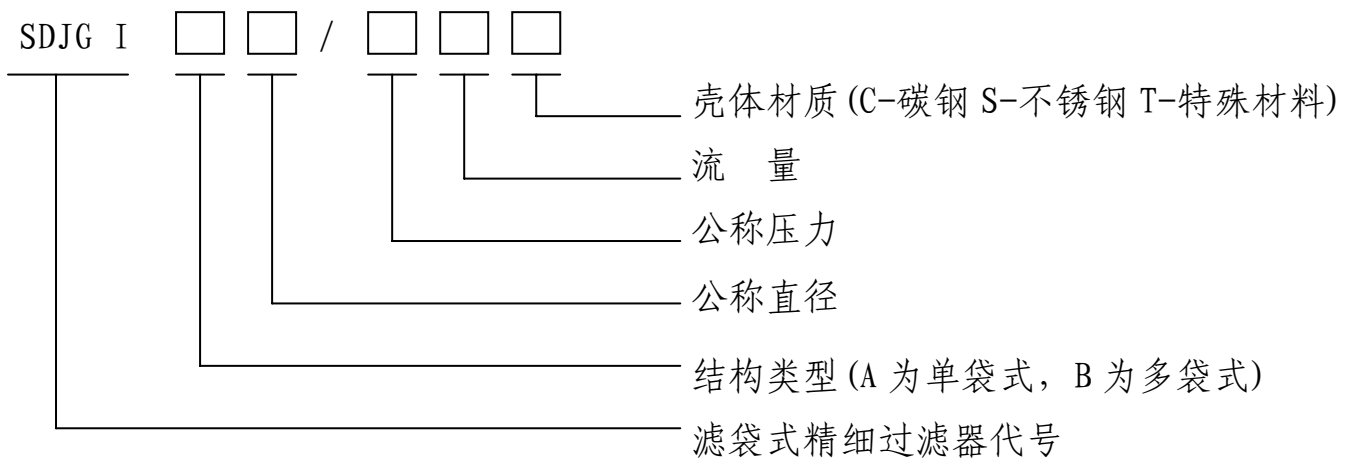 SDJG I □ □ / □ □ □
壳体材质(C-碳钢 S-不锈钢 T-特殊材料)
流 量
公称压力
公称直径
结构类型(A 为单袋式, B 为多袋式)
滤袋式精细过滤器代号